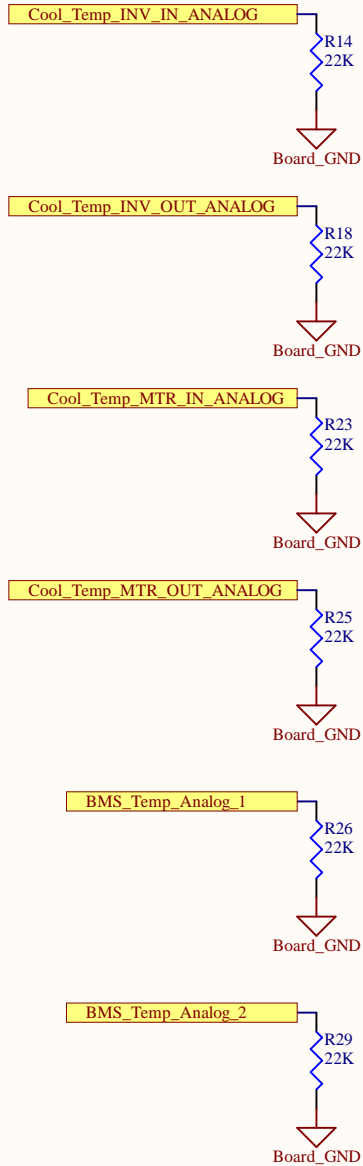 Cool_Temp_INV_IN_ANALOG
R14
22K
Board_GND
Cool_Temp_INV_OUT_ANALOG
R18
22K
Board_GND
Cool_Temp_MTR_IN_ANALOG
R23
22K
Board_GND
Cool_Temp_MTR_OUT_ANALOG
R25
22K
Board_GND
BMS_Temp_Analog_1
R26
22K
Board_GND
BMS_Temp_Analog_2
R29
22K
Board_GND